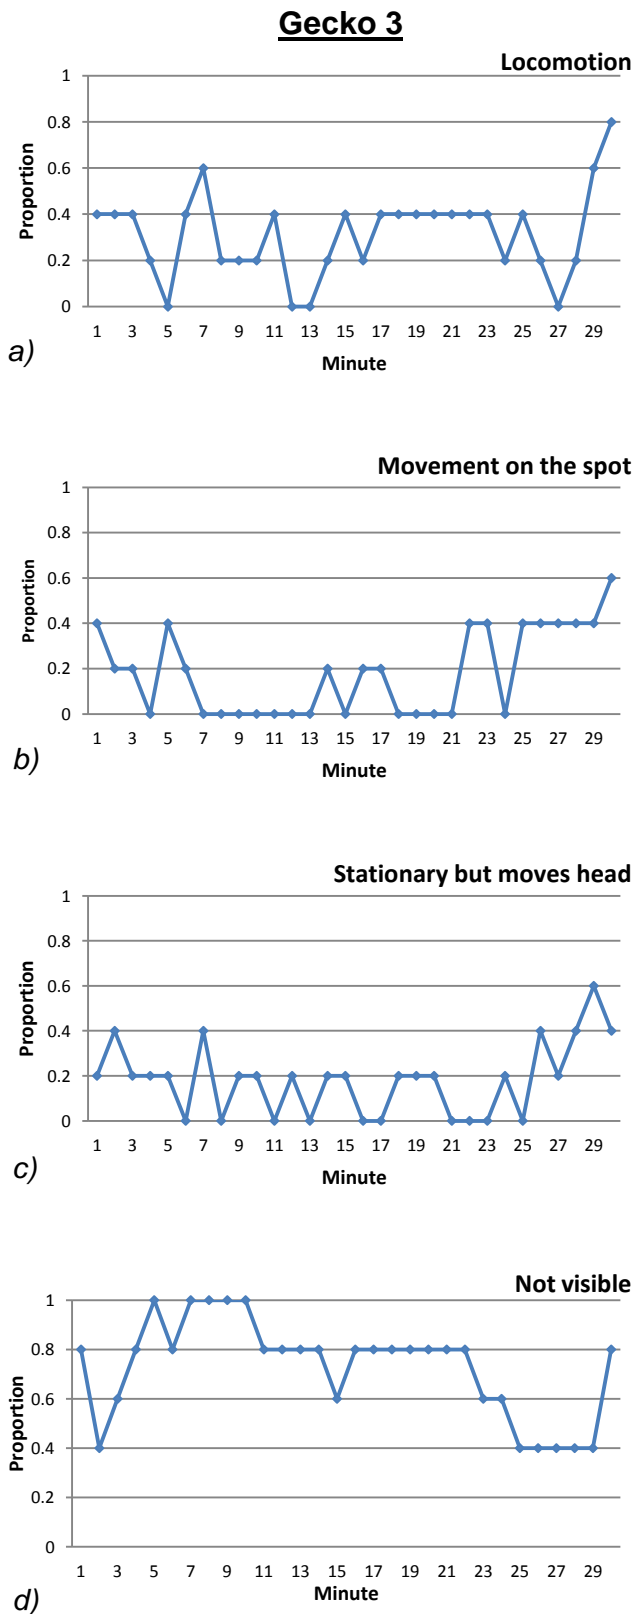 Gecko 3
Locomotion
1
0.8
0.6
0.4
0.2
0
Proportion
1 3 5 7 9 11 13 15 17 19 21 23 25 27 29
Minute
a)
Movement on the spot
1
0.8
0.6
0.4
0.2
0
Proportion
1 3 5 7 9 11 13 15 17 19 21 23 25 27 29
Minute
b)
Stationary but moves head
1
0.8
0.6
0.4
0.2
0
Proportion
1 3 5 7 9 11 13 15 17 19 21 23 25 27 29
Minute
c)
Not visible
1
0.8
0.6
0.4
0.2
0
Proportion
1 3 5 7 9 11 13 15 17 19 21 23 25 27 29
Minute
d)